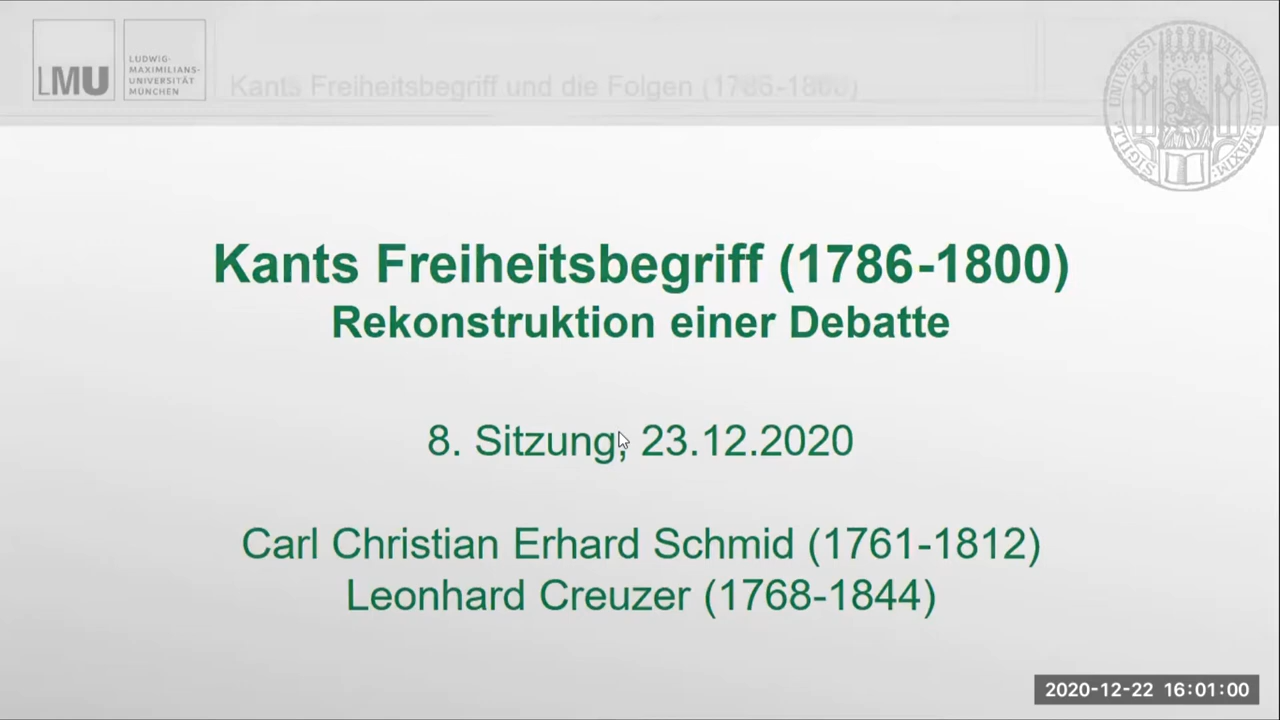 LMU
LUDWIG-
MAXIMILIANS-
UNIVERSITÄT
MÜNCHEN
Kants Freiheitsbegriff und die Folgen (1786-1800)
Kants Freiheitsbegriff (1786-1800)
Rekonstruktion einer Debatte
8. Sitzung, 23.12.2020
Carl Christian Erhard Schmid (1761-1812)
Leonhard Creuzer (1768-1844)
2020-12-22 16:01:00